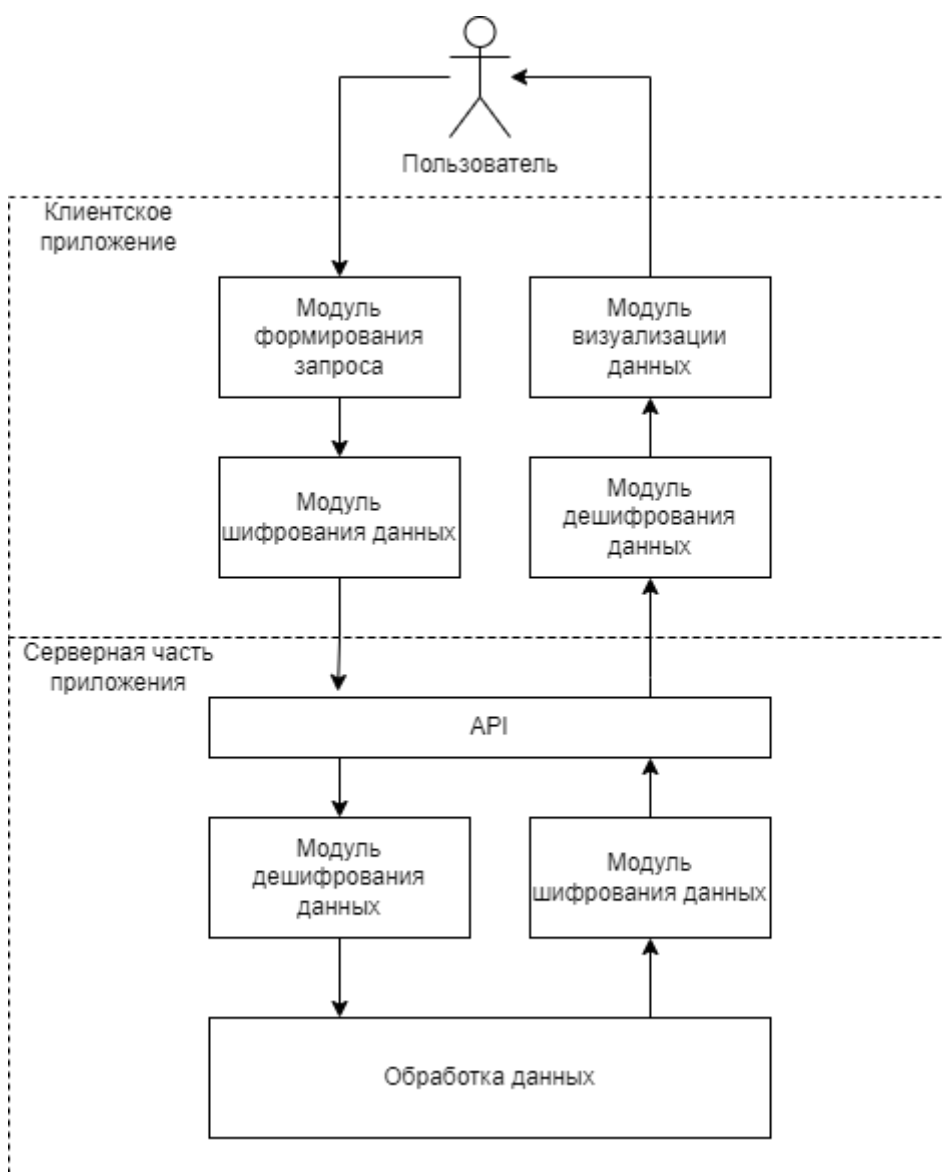 Пользователь
Клиентское
приложение
Модуль
формирования
запроса
Модуль
визуализации
данных
Модуль
шифрования данных
Модуль
дешифрования
данных
Серверная часть
приложения
API
Модуль
дешифрования
данных
Модуль
шифрования данных
Обработка данных